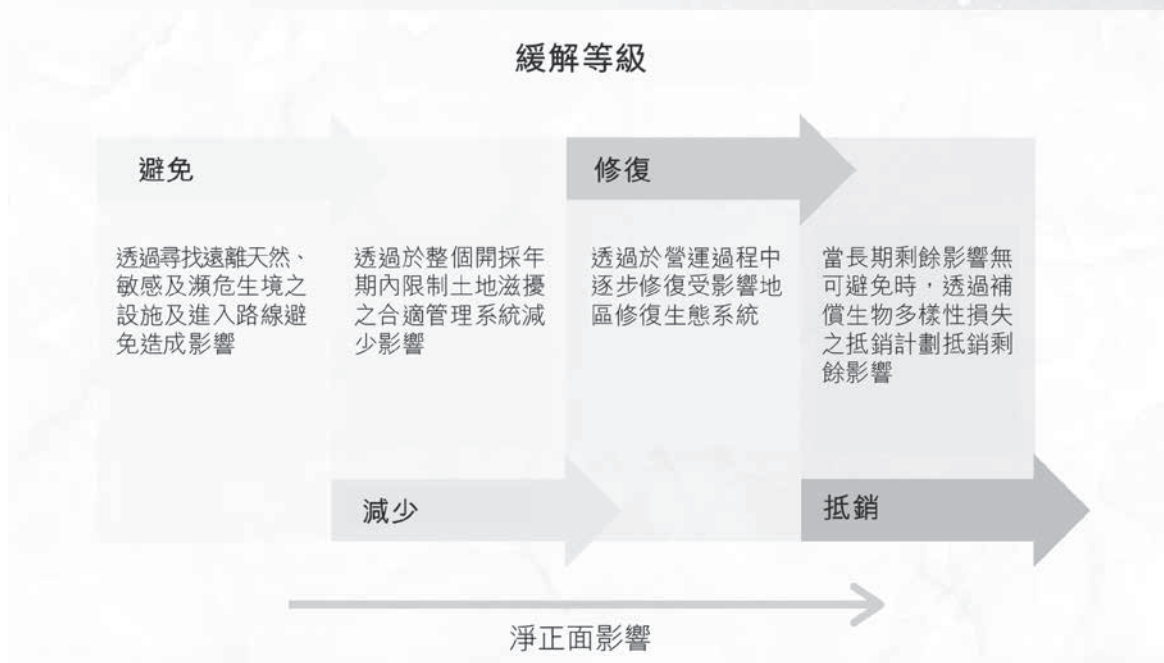 緩解等級
避免
透過尋找遠離天然、
敏感及瀕危生境之
設施及進入路線避
免造成影響
減少
透過於整個開採年
期內限制土地滋擾
之合適管理系統減
少影響
修復
透過於營運過程中
逐步修復受影響地
區修復生態系統
抵銷
當長期剩餘影響無
可避免時，透過補
償生物多樣性損失
之抵銷計劃抵銷剩
餘影響
淨正面影響